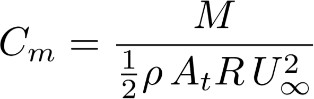 C_m = \frac{M}{\frac{1}{2} \rho A_t R U_\infty^2}